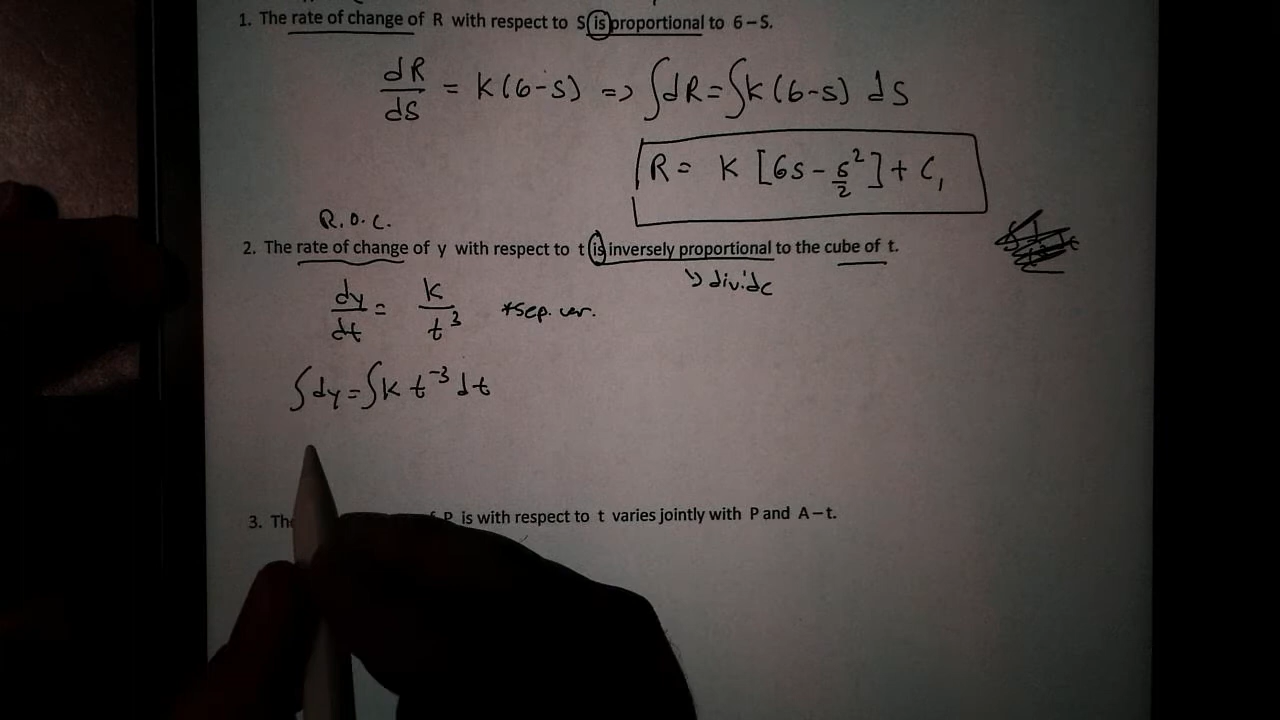 1. The rate of change of R with respect to S is proportional to 6 – S.
dR/dS = K(6-s) => ∫dR = ∫K(6-s) ds
R = K [6s - s²/2] + C₁
R.O.C.
2. The rate of change of y with respect to t is inversely proportional to the cube of t.
↳ divide
dy/dt = K/t³ *sep. var.
∫dy = ∫K t⁻³ dt
3. The P is with respect to t varies jointly with P and A – t.